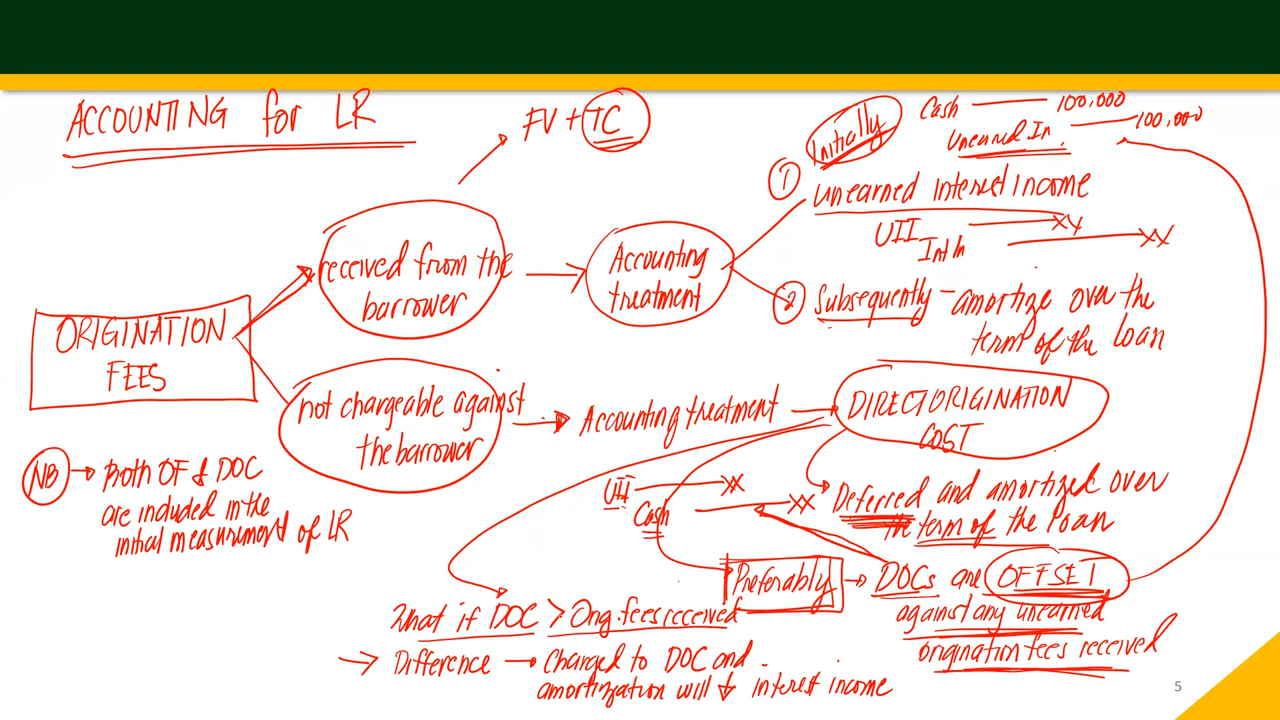 ACCOUNTING for LR
FV + TC
Initially
Cash 100,000
Unearned In. 100,000
1 unearned interest income
UII XX
Int In XX
received from the
barrower
Accounting
treatment
2 Subsequently - amortize over the
term of the loan
ORIGINATION
FEES
not chargeable against
the barrower
Accounting treatment
DIRECT ORIGINATION
COST
NB → Both OF & DOC
are included in the
initial measurement of LR
UII XX
Cash XX
Deferred and amortized over
the term of the loan
Preferably → DOCs are OFFSET
against any unearned
origination fees received
What if DOC > Orig. fees received
→ Difference → Charged to DOC and
amortization will ↓ interest income
5